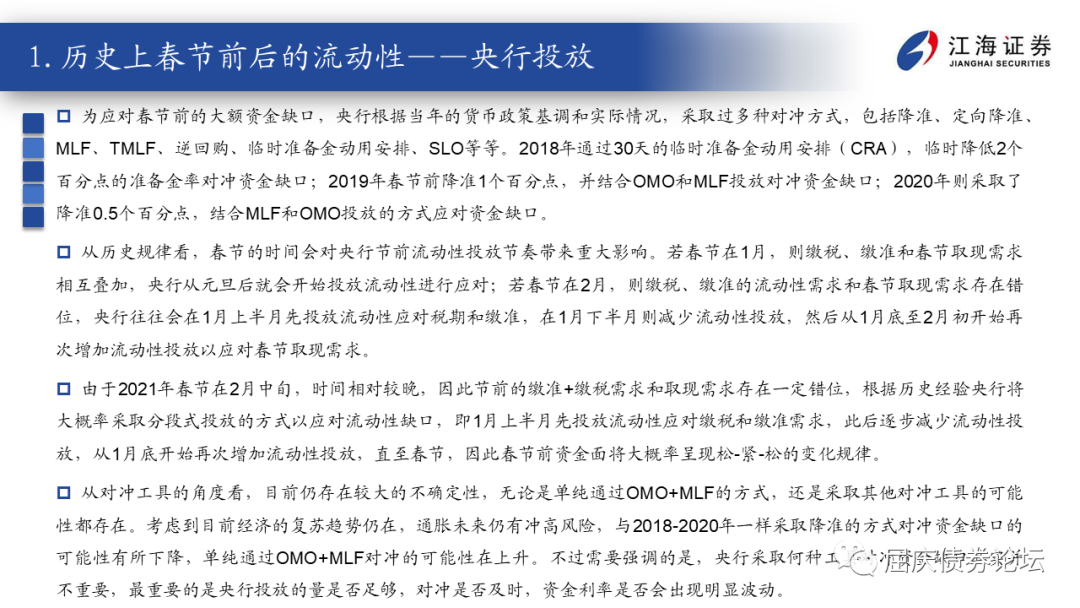 1. 历史上春节前后的流动性——央行投放
江海证券
JIANGHAI SECURITIES
为应对春节前的大额资金缺口，央行根据当年的货币政策基调和实际情况，采取过多种对冲方式，包括降准、定向降准、
MLF、TMLF、逆回购、临时准备金动用安排、SLO等等。2018年通过30天的临时准备金动用安排（CRA），临时降低2个
百分点的准备金率对冲资金缺口；2019年春节前降准1个百分点，并结合OMO和MLF投放对冲资金缺口；2020年则采取了
降准0.5个百分点，结合MLF和OMO投放的方式应对资金缺口。
从历史规律看，春节的时间会对央行节前流动性投放节奏带来重大影响。若春节在1月，则缴税、缴准和春节取现需求
相互叠加，央行从元旦后就会开始投放流动性进行应对；若春节在2月，则缴税、缴准的流动性需求和春节取现需求存在错
位，央行往往会在1月上半月先投放流动性应对税期和缴准，在1月下半月则减少流动性投放，然后从1月底至2月初开始再
次增加流动性投放以应对春节取现需求。
由于2021年春节在2月中旬，时间相对较晚，因此节前的缴准+缴税需求和取现需求存在一定错位，根据历史经验央行将
大概率采取分段式投放的方式以应对流动性缺口，即1月上半月先投放流动性应对缴税和缴准需求，此后逐步减少流动性投
放，从1月底开始再次增加流动性投放，直至春节，因此春节前资金面将大概率呈现松-紧-松的变化规律。
从对冲工具的角度看，目前仍存在较大的不确定性，无论是单纯通过OMO+MLF的方式，还是采取其他对冲工具的可能
性都存在。考虑到目前经济的复苏趋势仍在，通胀未来仍有冲高风险，与2018-2020年一样采取降准的方式对冲资金缺口的
可能性有所下降，单纯通过OMO+MLF对冲的可能性在上升。不过需要强调的是，央行采取何种
不重要，最重要的是央行投放的量是否足够，对冲是否及时，资金利率是否会出现明显波动。
屈庆债券论坛